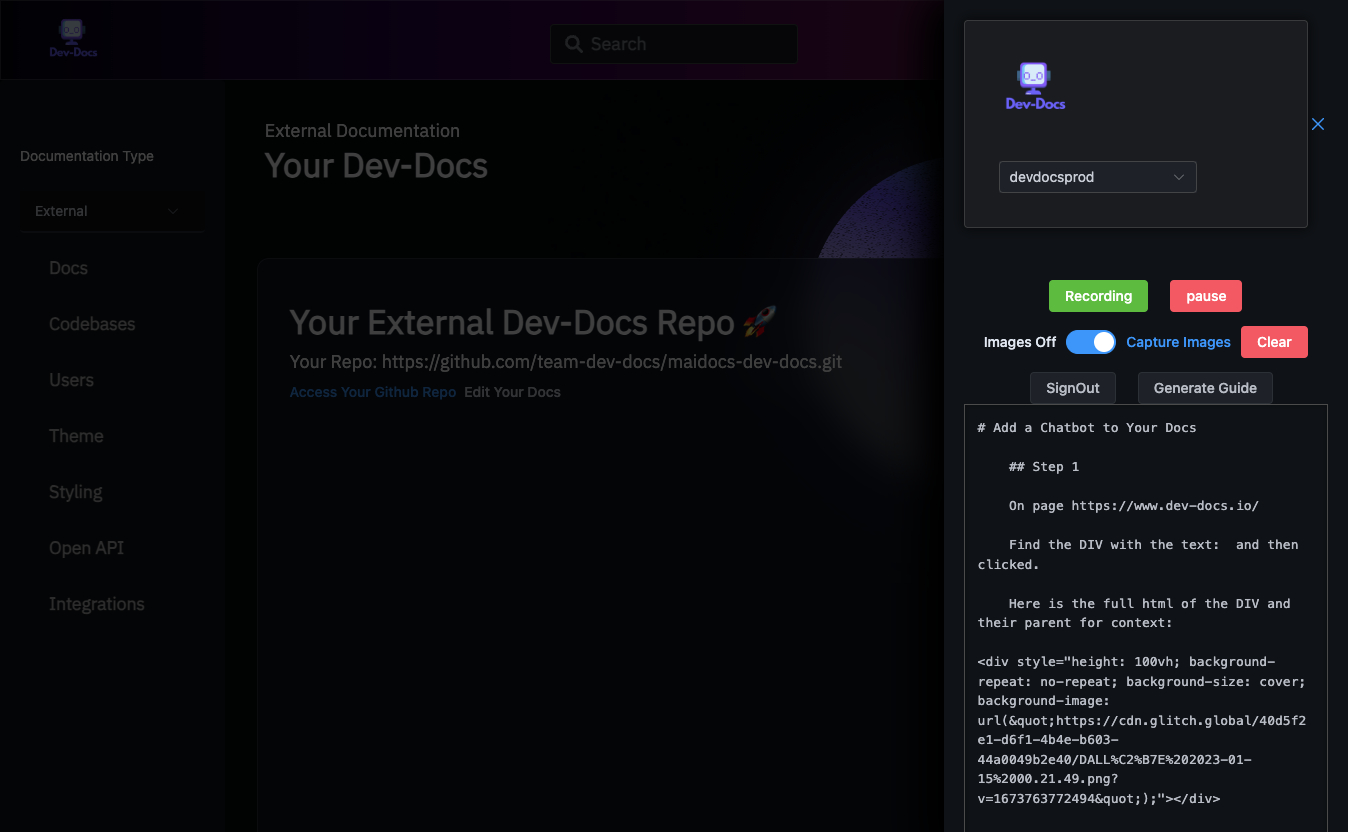 Dev-Docs
Search
Documentation Type
External
Docs
Codebases
Users
Theme
Styling
Open API
Integrations
External Documentation
Your Dev-Docs
Your External Dev-Docs Repo 🚀
Your Repo: https://github.com/team-dev-docs/maidocs-dev-docs.git
Access Your Github Repo Edit Your Docs
Dev-Docs
devdocsprod
Recording pause
Images Off Capture Images Clear
SignOut Generate Guide
# Add a Chatbot to Your Docs
## Step 1
On page https://www.dev-docs.io/
Find the DIV with the text:  and then
clicked.
Here is the full html of the DIV and
their parent for context:
<div style="height: 100vh; background-
repeat: no-repeat; background-size: cover;
background-image:
url(&quot;https://cdn.glitch.global/40d5f2
e1-d6f1-4b4e-b603-
44a0049b2e40/DALL%C2%B7E%202023-01-
15%2000.21.49.png?
v=1673763772494&quot;);"></div>